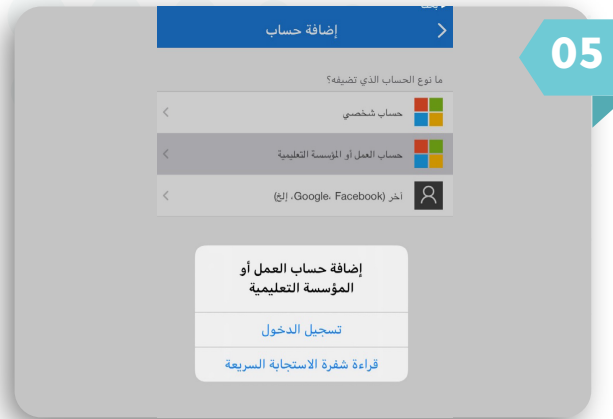 إضافة حساب
05
ما نوع الحساب الذي تضيفه؟
حساب شخصي
حساب العمل أو المؤسسة التعليمية
آخر (Google، Facebook، إلخ)
إضافة حساب العمل أو
المؤسسة التعليمية
تسجيل الدخول
قراءة شفرة الاستجابة السريعة